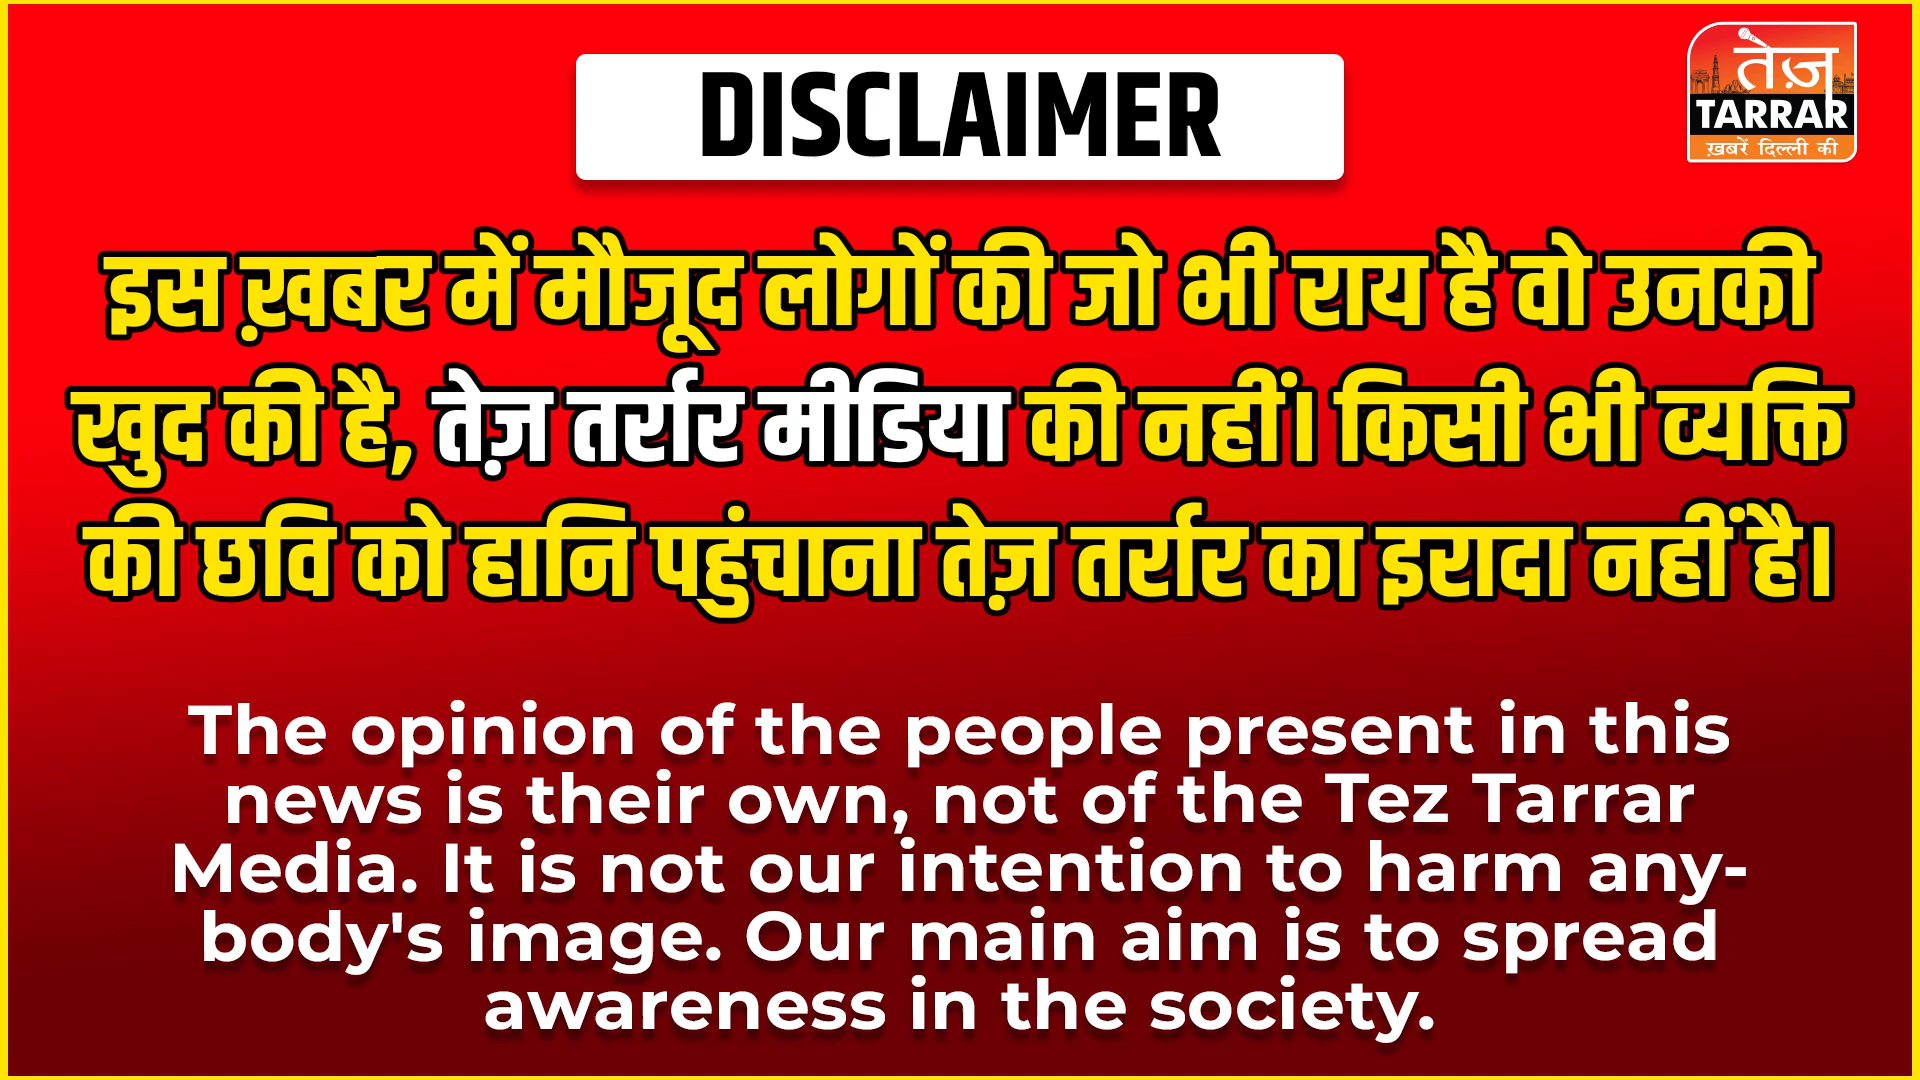 DISCLAIMER
तेज़
TARRAR
ख़बरें दिल्ली की
इस ख़बर में मौजूद लोगों की जो भी राय है वो उनकी
खुद की है, तेज़ तर्रार मीडिया की नहीं। किसी भी व्यक्ति
की छवि को हानि पहुंचाना तेज़ तर्रार का इरादा नहीं है।
The opinion of the people present in this
news is their own, not of the Tez Tarrar
Media. It is not our intention to harm any-
body's image. Our main aim is to spread
awareness in the society.